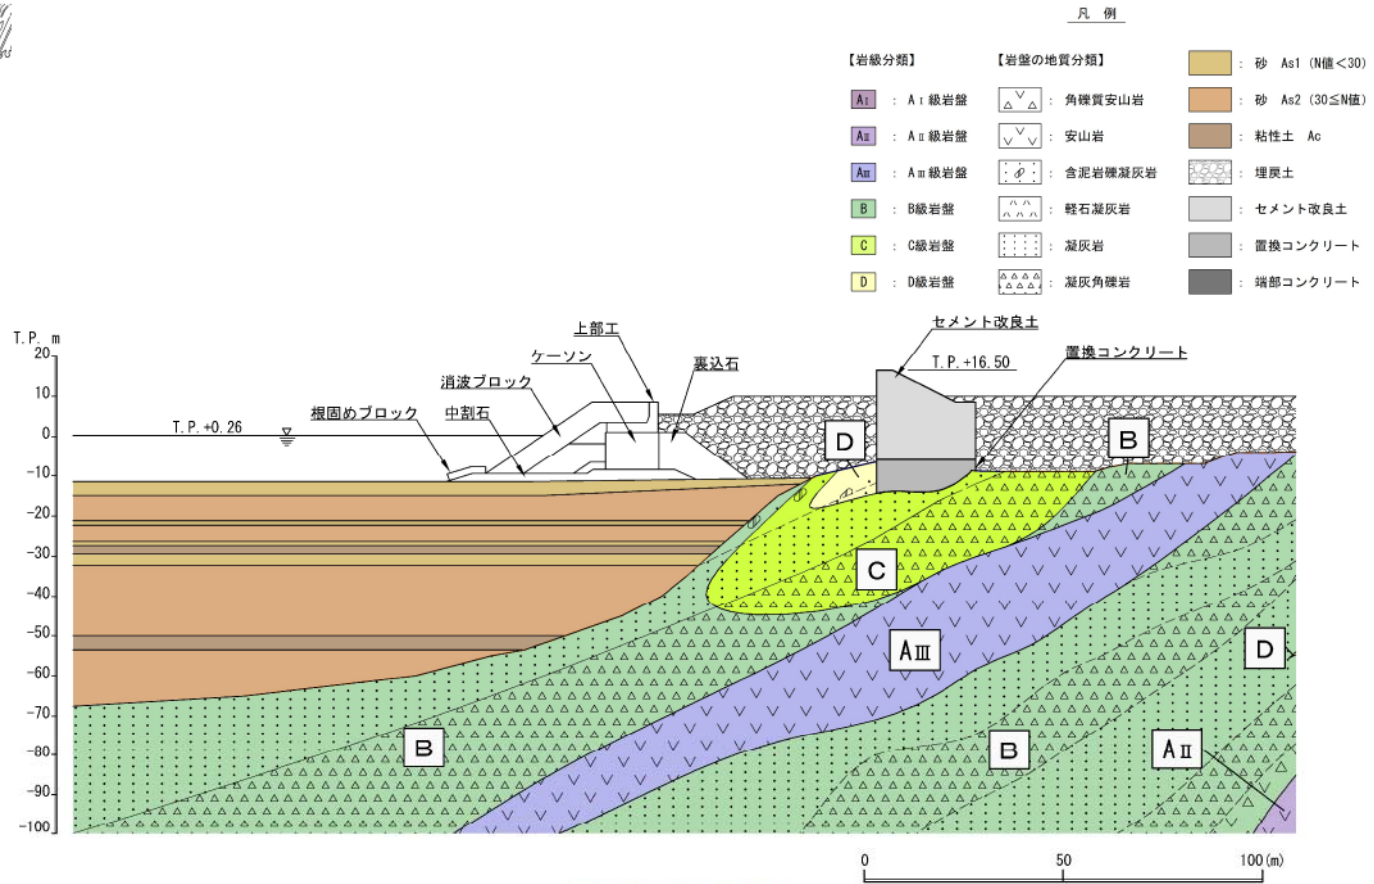 凡 例
【岩級分類】
AⅠ : AⅠ級岩盤
AⅡ : AⅡ級岩盤
AⅢ : AⅢ級岩盤
B : B級岩盤
C : C級岩盤
D : D級岩盤
【岩盤の地質分類】
: 角礫質安山岩
: 安山岩
: 含泥岩礫凝灰岩
: 軽石凝灰岩
: 凝灰岩
: 凝灰角礫岩
: 砂 As1 (N値<30)
: 砂 As2 (30≦N値)
: 粘性土 Ac
: 埋戻土
: セメント改良土
: 置換コンクリート
: 端部コンクリート
T.P. m
20
10
0
-10
-20
-30
-40
-50
-60
-70
-80
-90
-100
T.P.+0.26
根固めブロック
中割石
消波ブロック
ケーソン
上部工
裏込石
セメント改良土
T.P.+16.50
置換コンクリート
D
B
C
AⅢ
D
B
B
AⅡ
0 50 100(m)